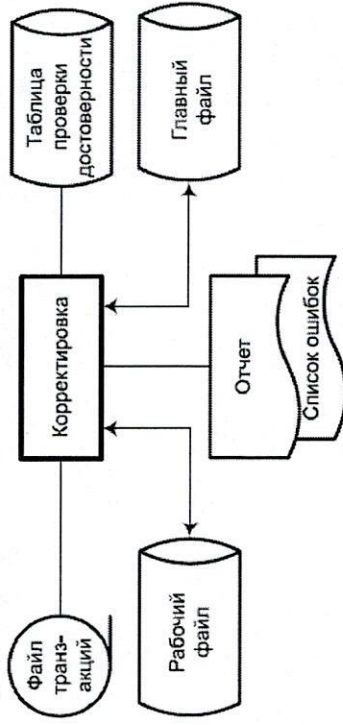 Файл
транз-
акций
Корректировка
Таблица
проверки
достоверности
Рабочий
файл
Отчет
Список ошибок
Главный
файл